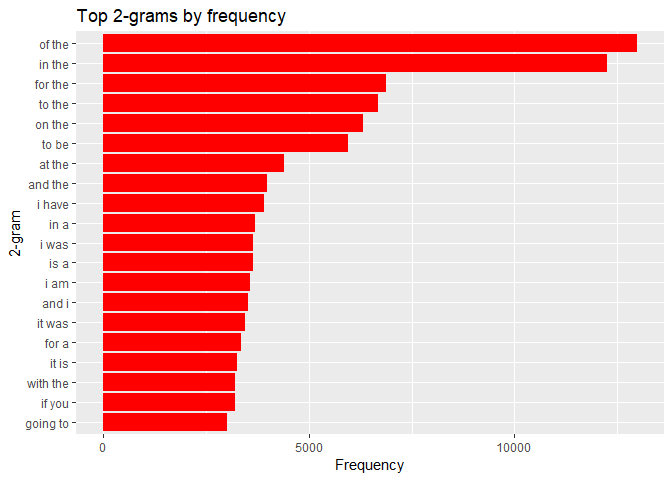 Top 2-grams by frequency
2-gram
of the
in the
for the
to the
on the
to be
at the
and the
i have
in a
i was
is a
i am
and i
it was
for a
it is
with the
if you
going to
0
5000
10000
Frequency